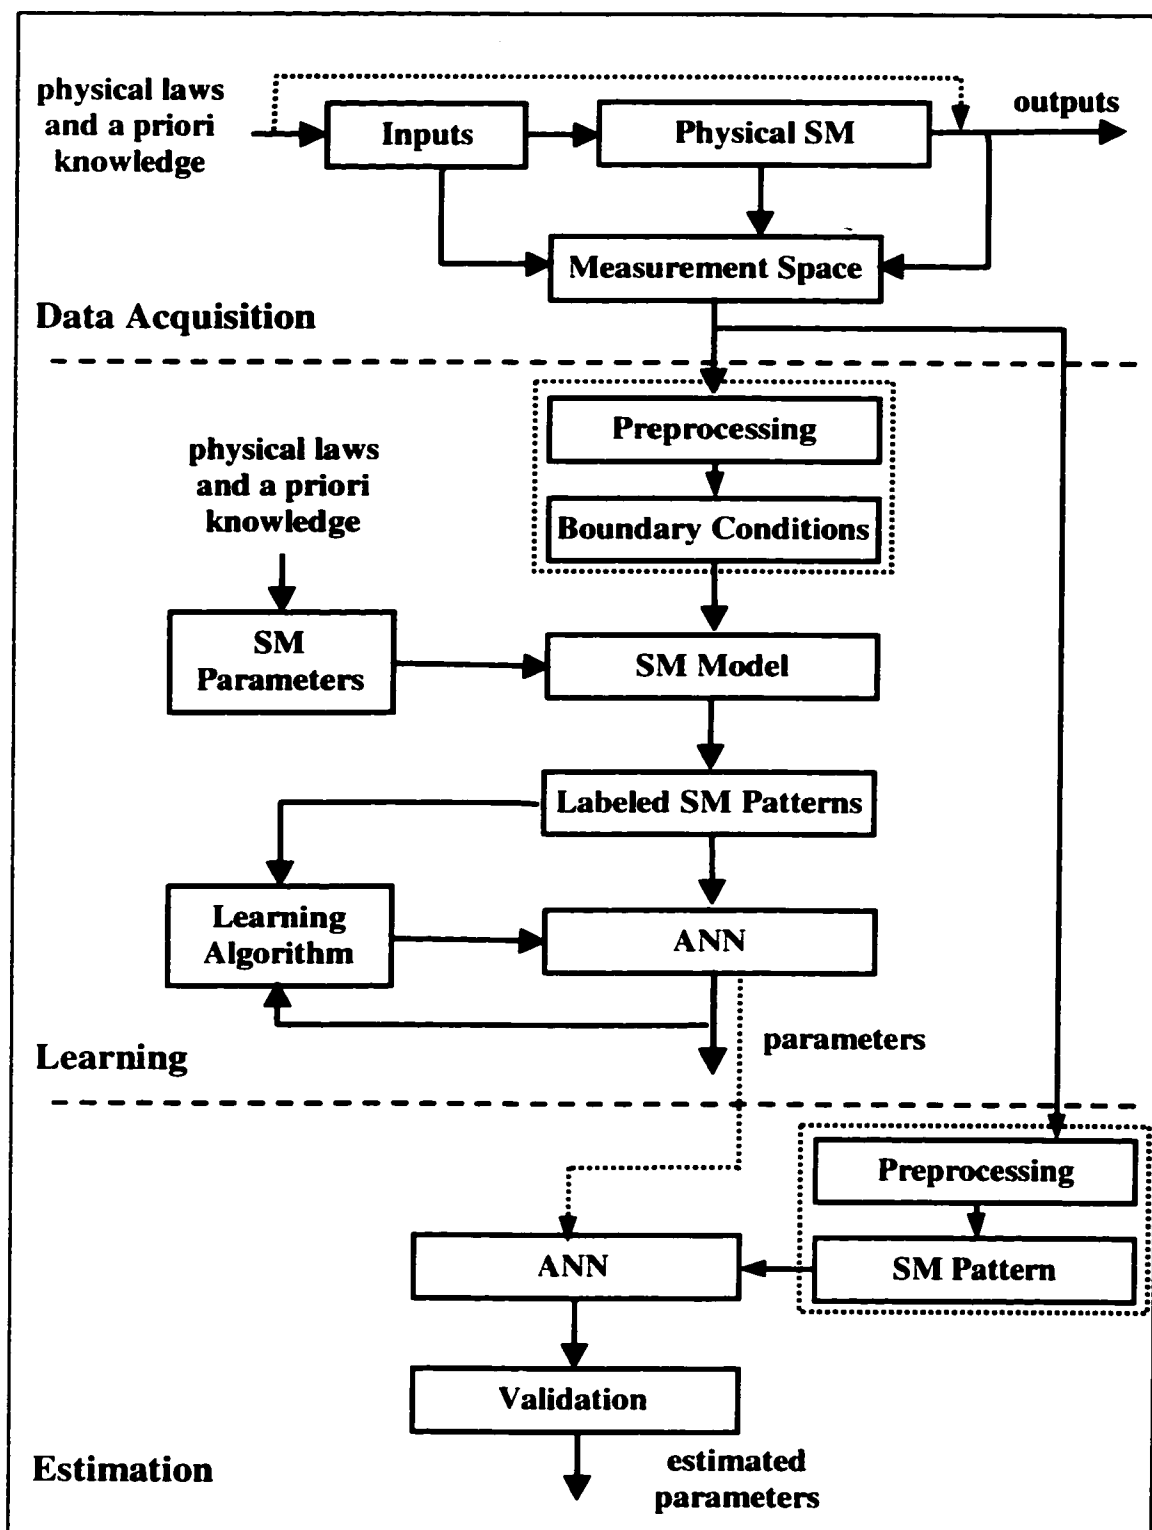 physical laws
and a priori
knowledge
Inputs
Physical SM
outputs
Measurement Space
Data Acquisition
Preprocessing
physical laws
and a priori
knowledge
Boundary Conditions
SM
Parameters
SM Model
Labeled SM Patterns
Learning
Algorithm
ANN
parameters
Learning
Preprocessing
ANN
SM Pattern
Validation
Estimation
estimated
parameters